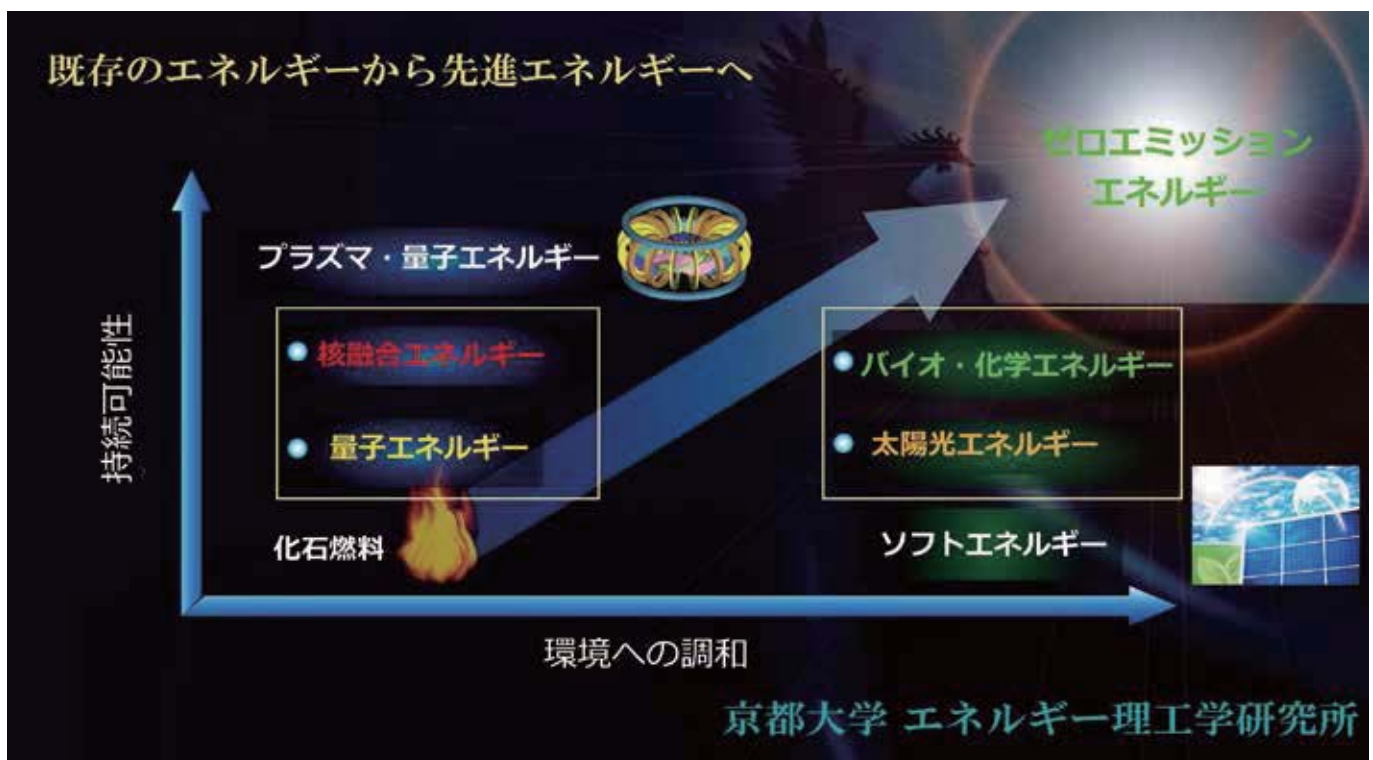 既存のエネルギーから先進エネルギーへ
ゼロエミッション
エネルギー
プラズマ・量子エネルギー
核融合エネルギー
量子エネルギー
化石燃料
バイオ・化学エネルギー
太陽光エネルギー
ソフトエネルギー
持続可能性
環境への調和
京都大学 エネルギー理工学研究所